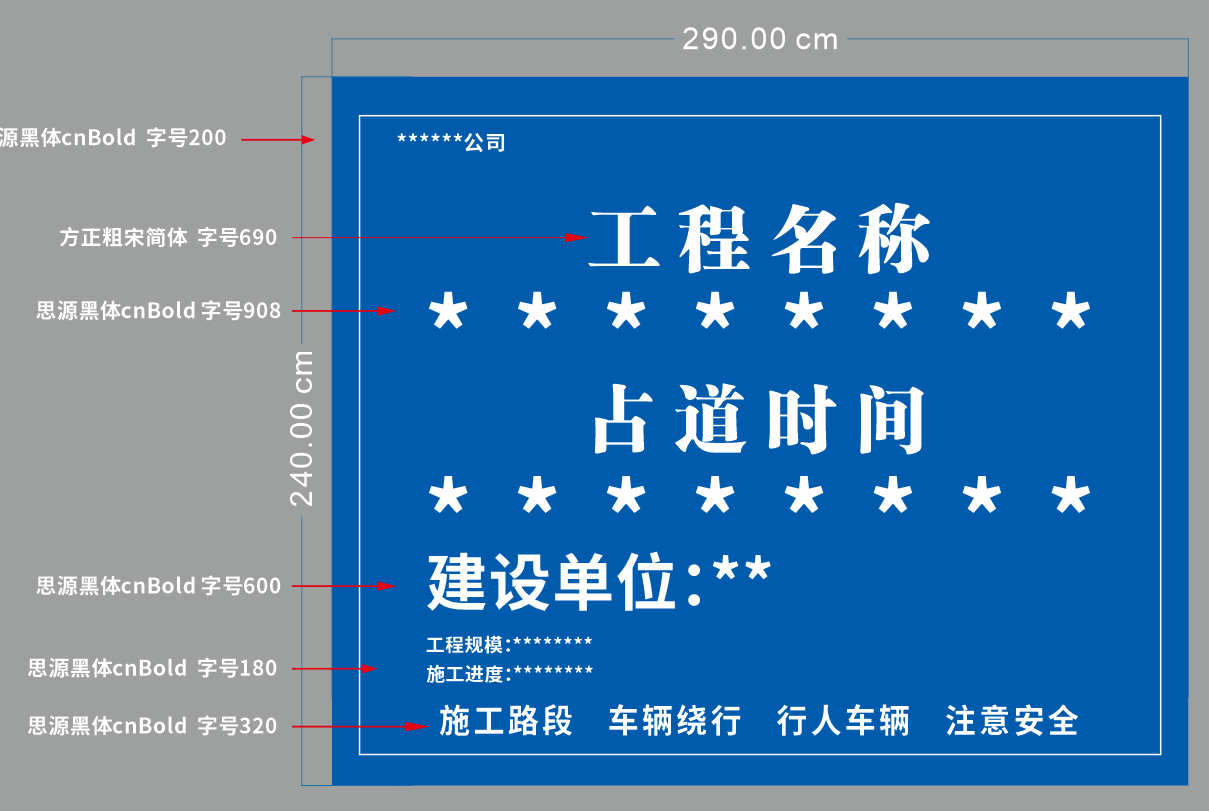 290.00 cm
源黑体cnBold 字号200
******公司
方正粗宋简体 字号690
工程名称
思源黑体cnBold 字号908
* * * * * * * *
240.00 cm
占道时间
* * * * * * * *
思源黑体cnBold 字号600
建设单位:**
工程规模:********
思源黑体cnBold 字号180
施工进度:********
思源黑体cnBold 字号320
施工路段 车辆绕行 行人车辆 注意安全